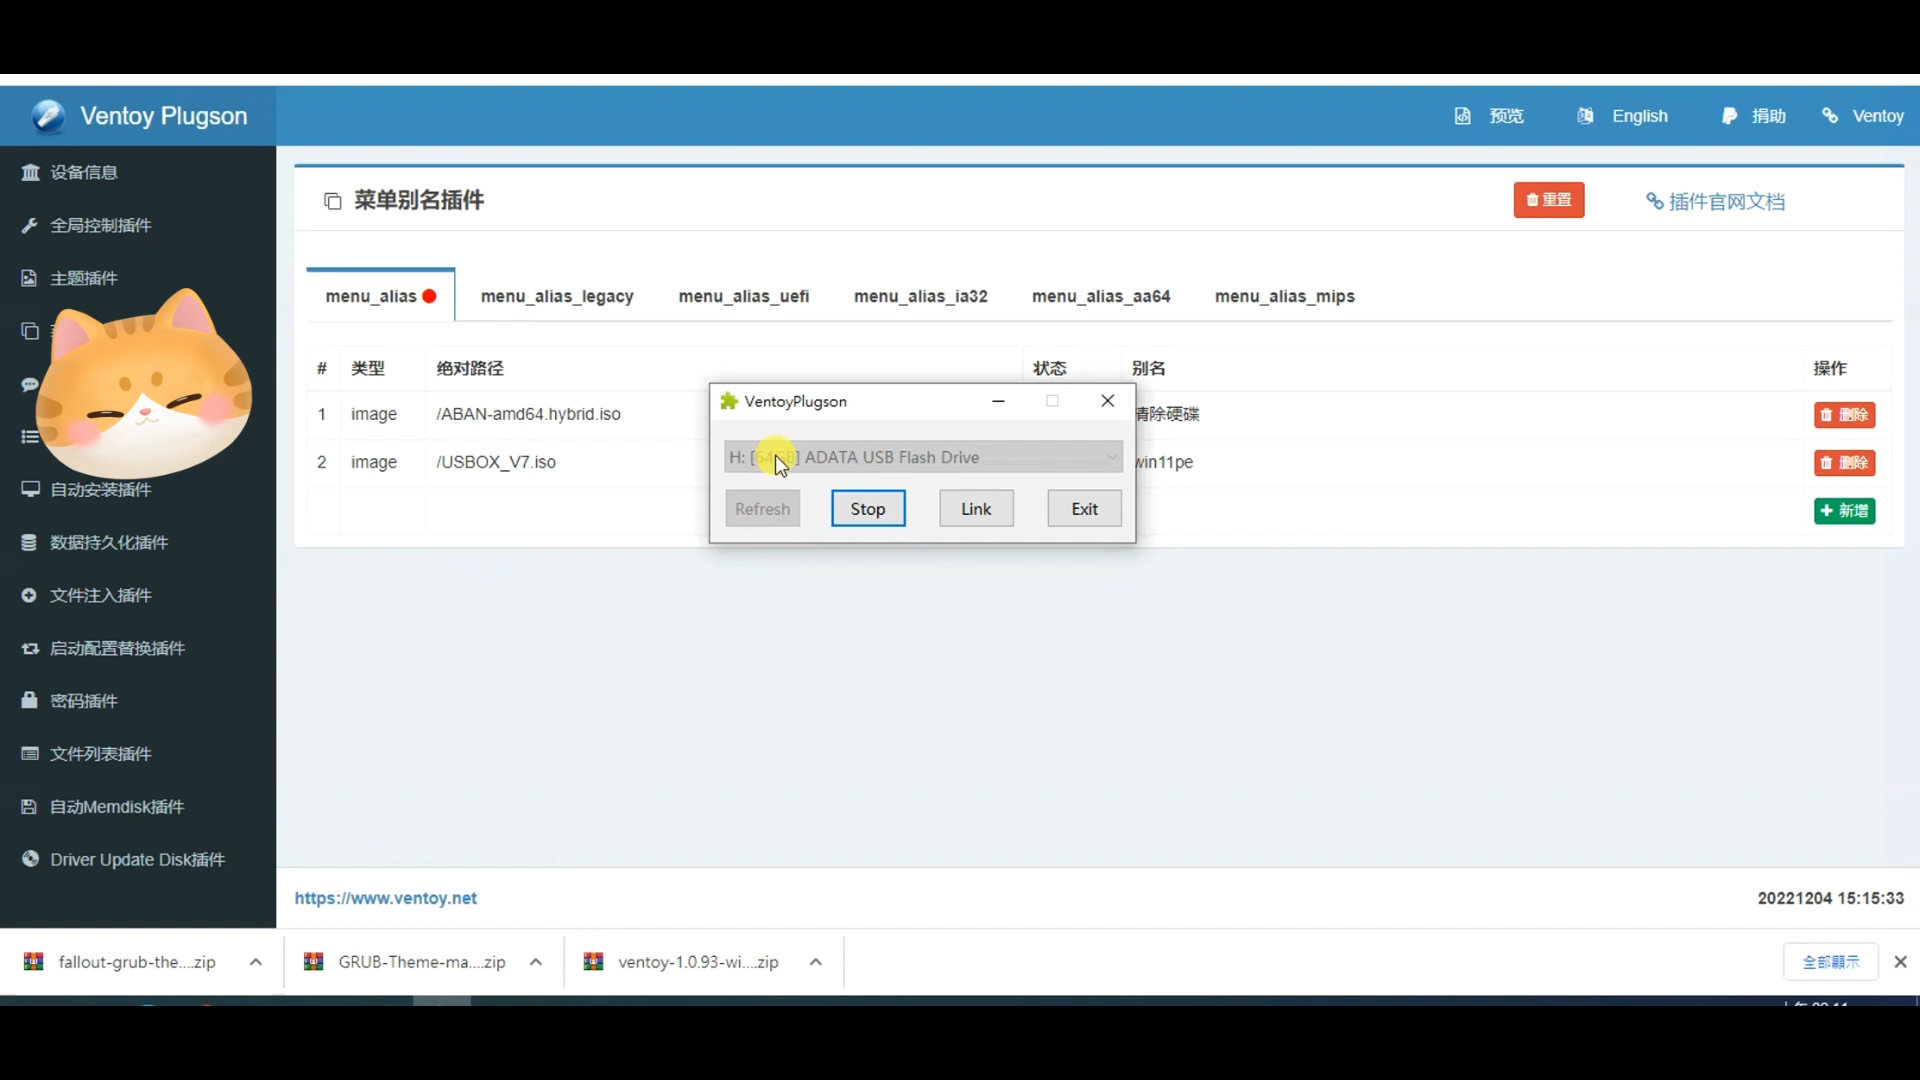 Ventoy Plugson
预览
English
捐助
Ventoy
设备信息
全局控制插件
主题插件
自动安装插件
数据持久化插件
文件注入插件
启动配置替换插件
密码插件
文件列表插件
自动Memdisk插件
Driver Update Disk插件
菜单别名插件
重置
插件官网文档
menu_alias
menu_alias_legacy
menu_alias_uefi
menu_alias_ia32
menu_alias_aa64
menu_alias_mips
# 类型 绝对路径 状态 别名 操作
1 image /ABAN-amd64.hybrid.iso 清除硬碟 删除
2 image /USBOX_V7.iso win11pe 删除
新增
VentoyPlugson
H: [64GB] ADATA USB Flash Drive
Refresh
Stop
Link
Exit
https://www.ventoy.net
20221204 15:15:33
fallout-grub-the....zip
GRUB-Theme-ma....zip
ventoy-1.0.93-wi....zip
全部顯示